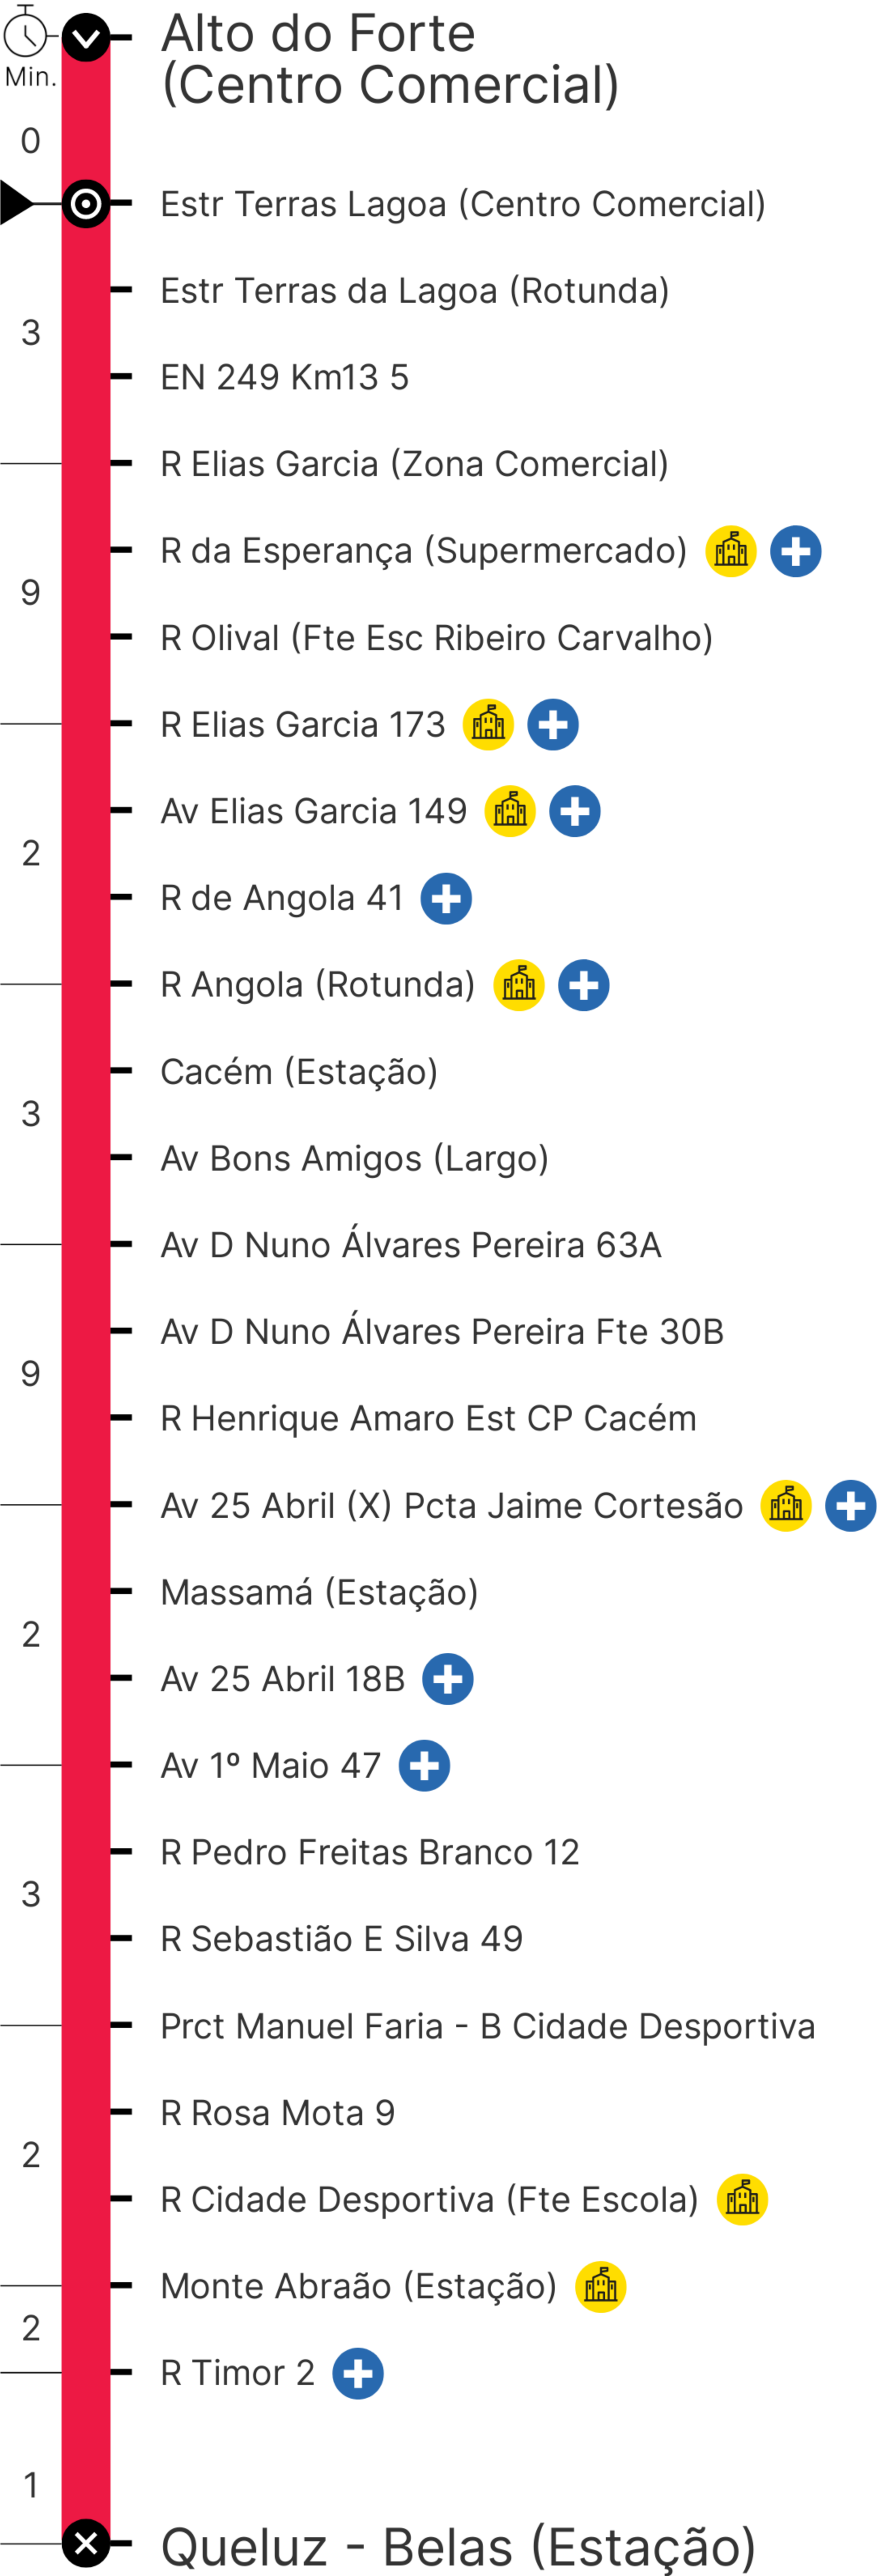 Min.
Alto do Forte
(Centro Comercial)
0
Estr Terras Lagoa (Centro Comercial)
Estr Terras da Lagoa (Rotunda)
3
EN 249 Km13 5
R Elias Garcia (Zona Comercial)
R da Esperança (Supermercado)
9
R Olival (Fte Esc Ribeiro Carvalho)
R Elias Garcia 173
Av Elias Garcia 149
2
R de Angola 41
R Angola (Rotunda)
Cacém (Estação)
3
Av Bons Amigos (Largo)
Av D Nuno Álvares Pereira 63A
Av D Nuno Álvares Pereira Fte 30B
9
R Henrique Amaro Est CP Cacém
Av 25 Abril (X) Pcta Jaime Cortesão
Massamá (Estação)
2
Av 25 Abril 18B
Av 1º Maio 47
R Pedro Freitas Branco 12
3
R Sebastião E Silva 49
Prct Manuel Faria - B Cidade Desportiva
R Rosa Mota 9
2
R Cidade Desportiva (Fte Escola)
Monte Abraão (Estação)
2
R Timor 2
1
Queluz - Belas (Estação)